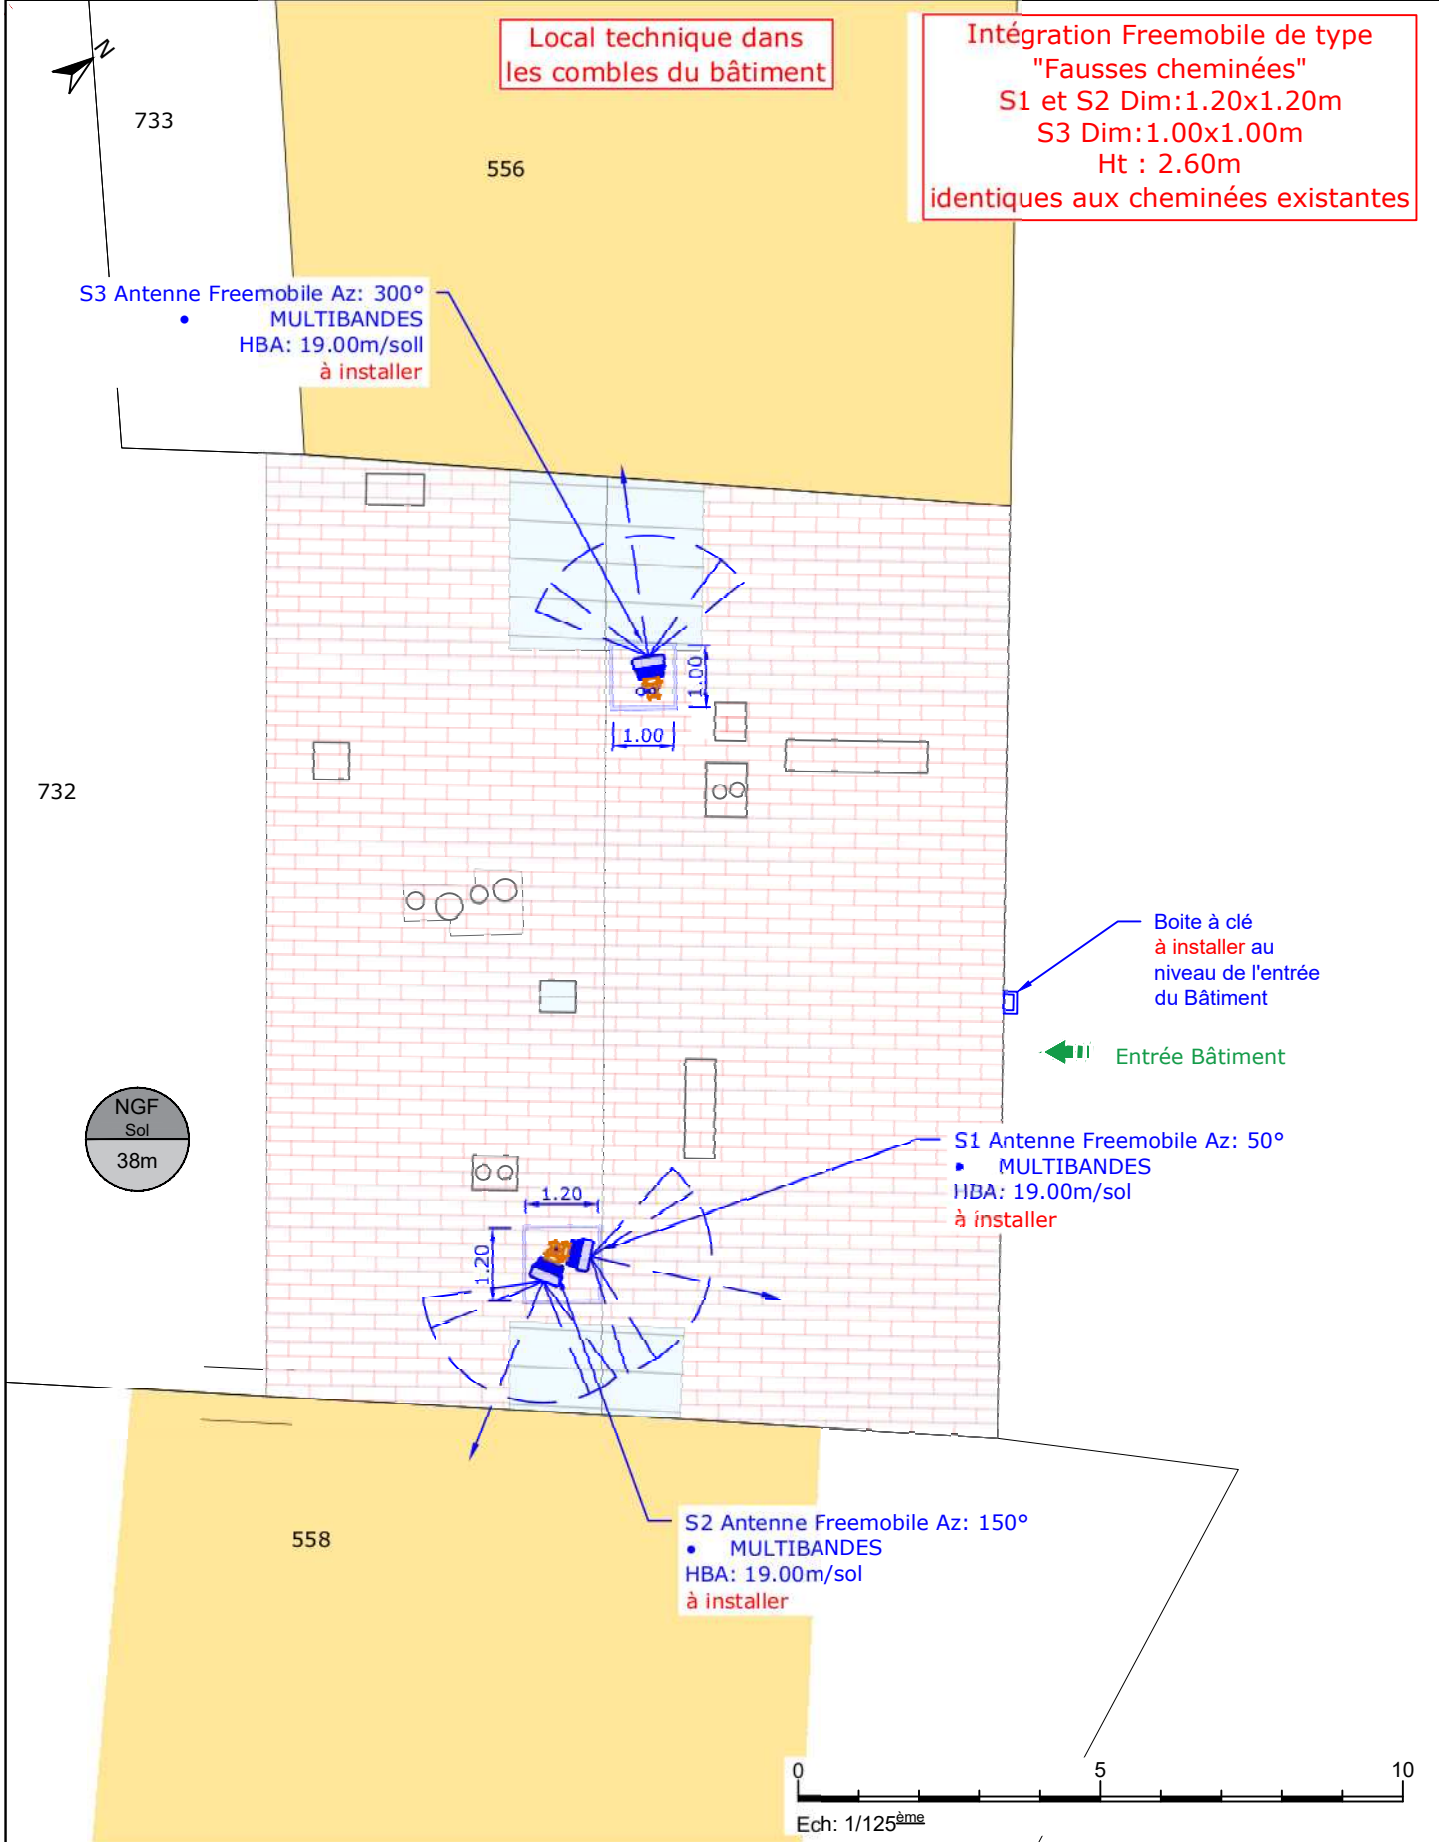 N
Local technique dans
les combles du bâtiment
Intégration Freemobile de type
"Fausses cheminées"
S1 et S2 Dim:1.20x1.20m
S3 Dim:1.00x1.00m
Ht : 2.60m
identiques aux cheminées existantes
733
556
S3 Antenne Freemobile Az: 300°
• MULTIBANDES
HBA: 19.00m/soll
à installer
1.00
1.00
732
Boite à clé
à installer au
niveau de l'entrée
du Bâtiment
Entrée Bâtiment
NGF
Sol
38m
S1 Antenne Freemobile Az: 50°
• MULTIBANDES
HBA: 19.00m/sol
à installer
1.20
1.20
S2 Antenne Freemobile Az: 150°
• MULTIBANDES
HBA: 19.00m/sol
à installer
558
0 5 10
Ech: 1/125ème